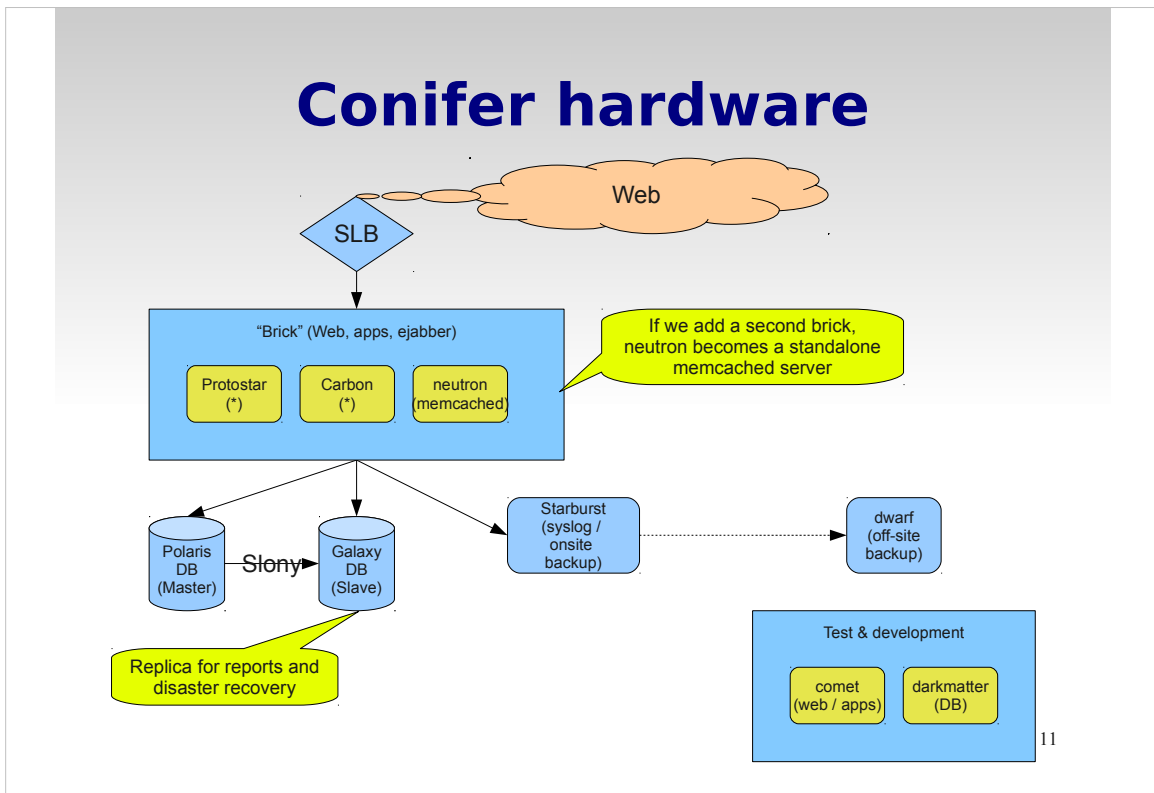 Conifer hardware
Web
SLB
“Brick” (Web, apps, ejabber)
If we add a second brick,
neutron becomes a standalone
memcached server
Protostar
(*)
Carbon
(*)
neutron
(memcached)
Polaris
DB
(Master)
Slony
Galaxy
DB
(Slave)
Starburst
(syslog /
onsite
backup)
dwarf
(off-site
backup)
Replica for reports and
disaster recovery
Test & development
comet
(web / apps)
darkmatter
(DB)
11